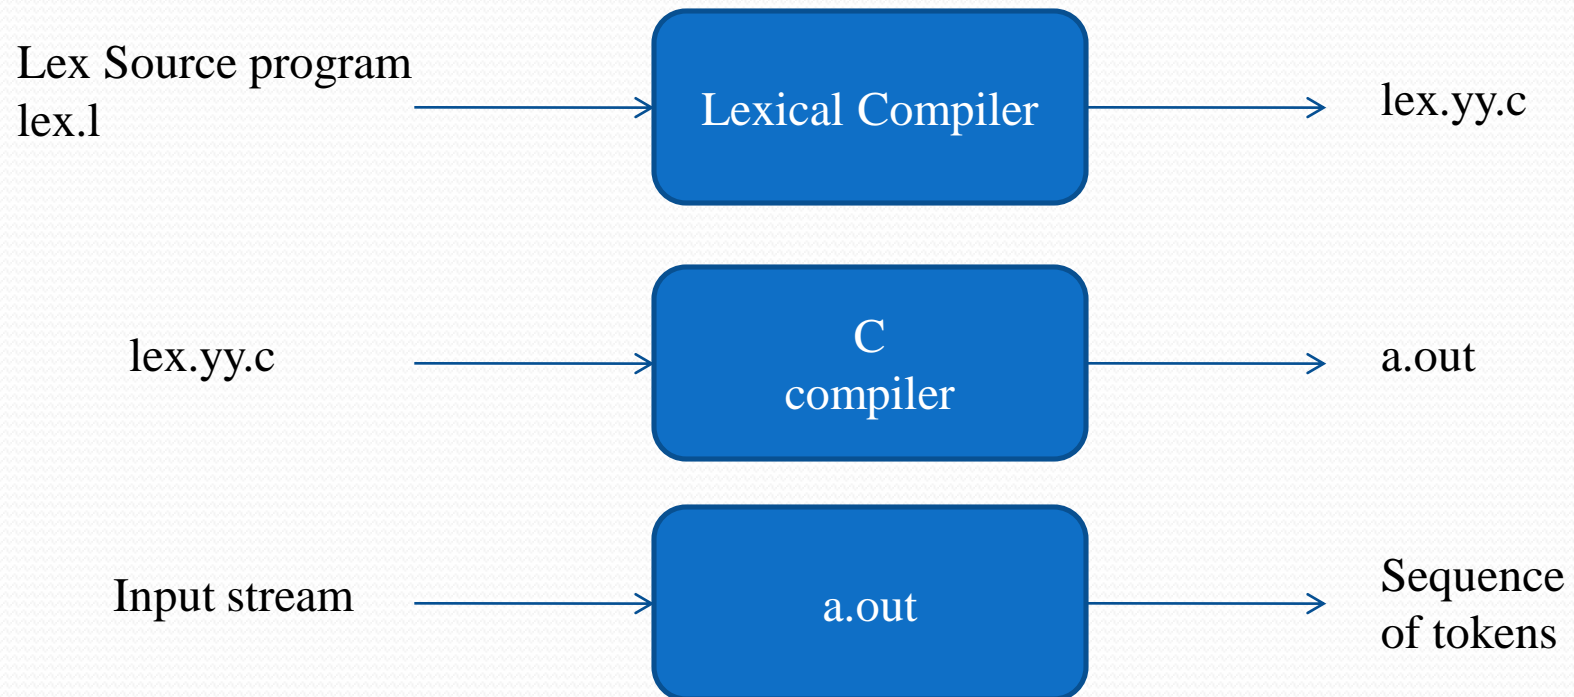 Lex Source program
lex.l
Lexical Compiler
lex.yy.c
lex.yy.c
C
compiler
a.out
Input stream
a.out
Sequence
of tokens